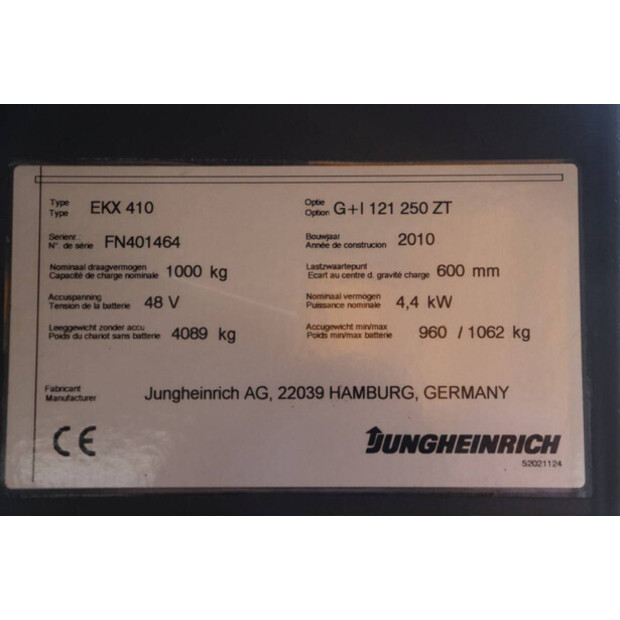 Type
Type
EKX 410
Optie
Option
G+I 121 250 ZT
Serienr.:
N° de série
FN401464
Bouwjaar
Année de construcion
2010
Nominaal draagvermogen
Capacité de charge nominale
1000 kg
Lastzwaartepunt
Ecart au centre d. gravité charge
600 mm
Accuspanning
Tension de la batterie
48 V
Nominaal vermogen
Puissance nominale
4,4 kW
Leeggewicht zonder accu
Poids du chariot sans batterie
4089 kg
Accugewicht min/max
Poids min/max batterie
960 / 1062 kg
Fabricant
Manufacturer
Jungheinrich AG, 22039 HAMBURG, GERMANY
CE
JUNGHEINRICH
52021124